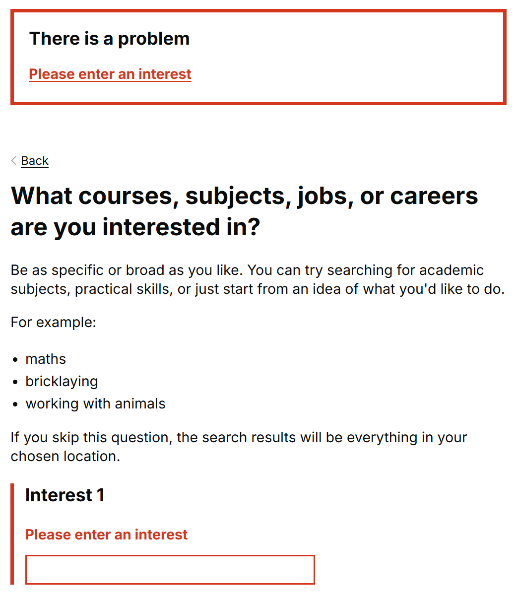 There is a problem
Please enter an interest
Back
What courses, subjects, jobs, or careers
are you interested in?
Be as specific or broad as you like. You can try searching for academic
subjects, practical skills, or just start from an idea of what you'd like to do.
For example:
• maths
• bricklaying
• working with animals
If you skip this question, the search results will be everything in your
chosen location.
Interest 1
Please enter an interest